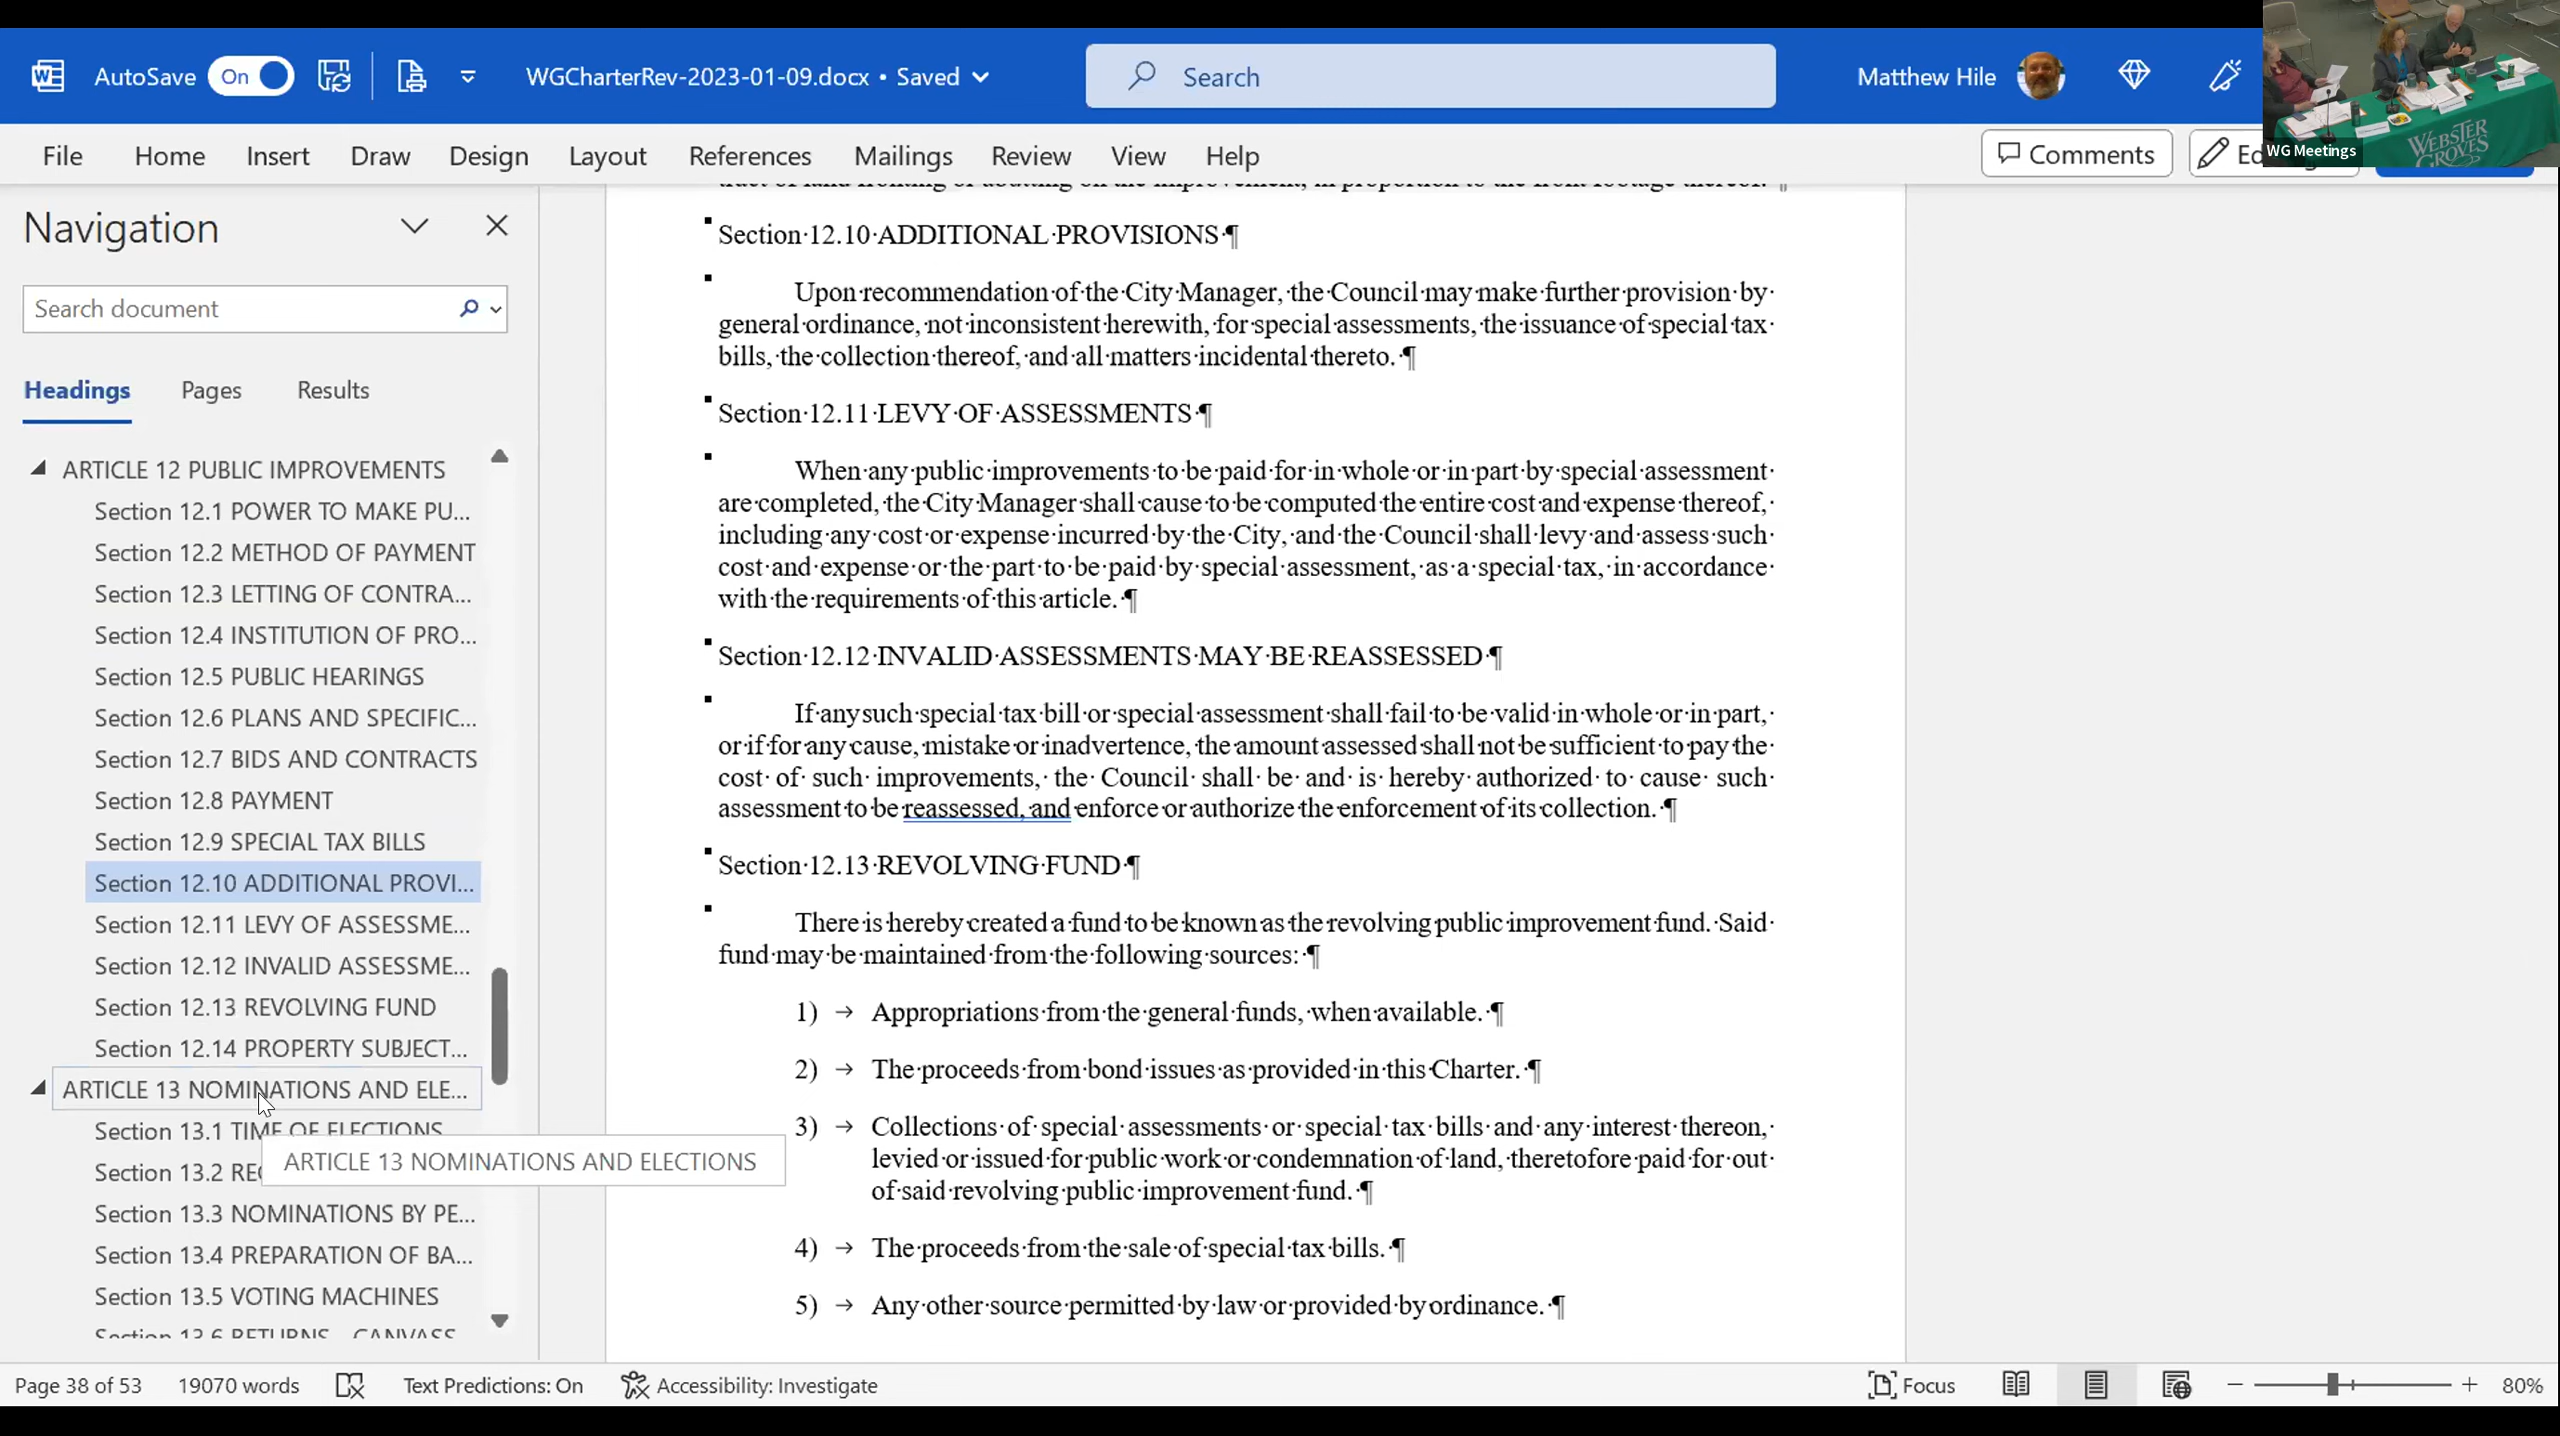 AutoSave On WGCharterRev-2023-01-09.docx • Saved Search Matthew Hile
WG Meetings
WEBSTER
GROVES
File Home Insert Draw Design Layout References Mailings Review View Help Comments
Navigation
Search document
Headings Pages Results
ARTICLE 12 PUBLIC IMPROVEMENTS
Section 12.1 POWER TO MAKE PU...
Section 12.2 METHOD OF PAYMENT
Section 12.3 LETTING OF CONTRA...
Section 12.4 INSTITUTION OF PRO...
Section 12.5 PUBLIC HEARINGS
Section 12.6 PLANS AND SPECIFIC...
Section 12.7 BIDS AND CONTRACTS
Section 12.8 PAYMENT
Section 12.9 SPECIAL TAX BILLS
Section 12.10 ADDITIONAL PROVI...
Section 12.11 LEVY OF ASSESSME...
Section 12.12 INVALID ASSESSME...
Section 12.13 REVOLVING FUND
Section 12.14 PROPERTY SUBJECT...
ARTICLE 13 NOMINATIONS AND ELE...
Section 13.1 TIME OF ELECTIONS
Section 13.2
ARTICLE 13 NOMINATIONS AND ELECTIONS
Section 13.3 NOMINATIONS BY PE...
Section 13.4 PREPARATION OF BA...
Section 13.5 VOTING MACHINES
Section 13.6 RETURNS CANVASS
Section 12.10 ADDITIONAL PROVISIONS ¶
Upon recommendation of the City Manager, the Council may make further provision by
general ordinance, not inconsistent herewith, for special assessments, the issuance of special tax
bills, the collection thereof, and all matters incidental thereto. ¶
Section 12.11 LEVY OF ASSESSMENTS ¶
When any public improvements to be paid for in whole or in part by special assessment
are completed, the City Manager shall cause to be computed the entire cost and expense thereof,
including any cost or expense incurred by the City, and the Council shall levy and assess such
cost and expense or the part to be paid by special assessment, as a special tax, in accordance
with the requirements of this article. ¶
Section 12.12 INVALID ASSESSMENTS MAY BE REASSESSED ¶
If any such special tax bill or special assessment shall fail to be valid in whole or in part,
or if for any cause, mistake or inadvertence, the amount assessed shall not be sufficient to pay the
cost of such improvements, the Council shall be and is hereby authorized to cause such
assessment to be reassessed, and enforce or authorize the enforcement of its collection. ¶
Section 12.13 REVOLVING FUND ¶
There is hereby created a fund to be known as the revolving public improvement fund. Said
fund may be maintained from the following sources: ¶
1) → Appropriations from the general funds, when available. ¶
2) → The proceeds from bond issues as provided in this Charter. ¶
3) → Collections of special assessments or special tax bills and any interest thereon,
levied or issued for public work or condemnation of land, theretofore paid for out
of said revolving public improvement fund. ¶
4) → The proceeds from the sale of special tax bills. ¶
5) → Any other source permitted by law or provided by ordinance. ¶
Page 38 of 53 19070 words Text Predictions: On Accessibility: Investigate Focus 80%